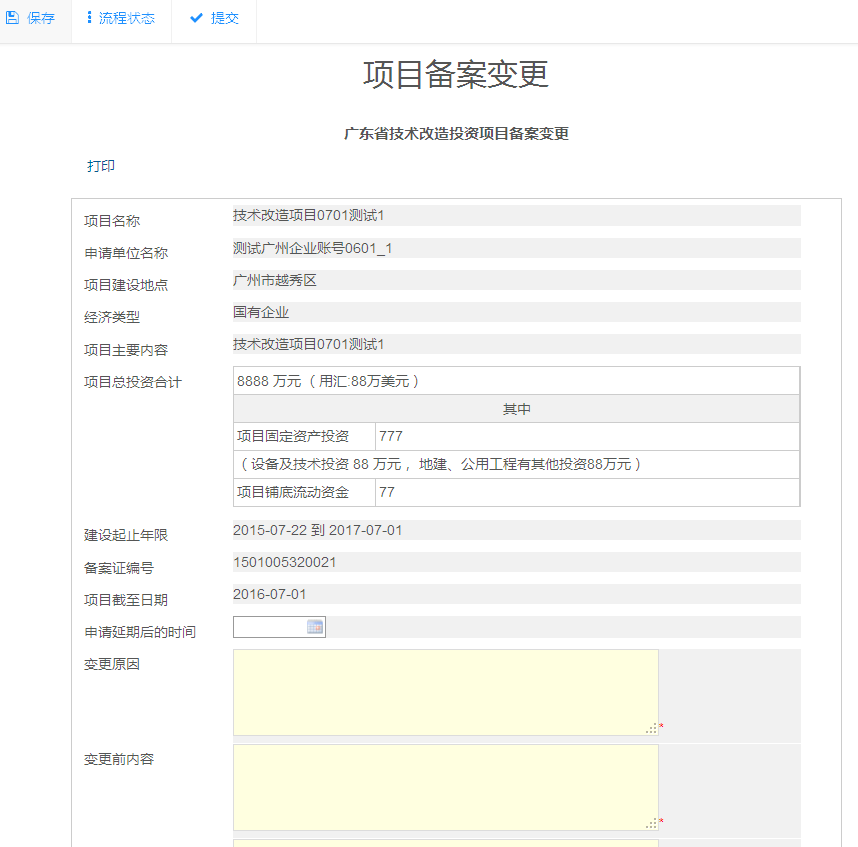 保存 流程状态 提交
项目备案变更
广东省技术改造投资项目备案变更
打印
项目名称 技术改造项目0701测试1
申请单位名称 测试广州企业账号0601_1
项目建设地点 广州市越秀区
经济类型 国有企业
项目主要内容 技术改造项目0701测试1
项目总投资合计 8888 万元 ( 用汇:88万美元 )
其中
项目固定资产投资 777
( 设备及技术投资 88 万元 ,地建、公用工程有其他投资88万元 )
项目铺底流动资金 77
建设起止年限 2015-07-22 到 2017-07-01
备案证编号 1501005320021
项目截至日期 2016-07-01
申请延期后的时间
变更原因
*
变更前内容
*